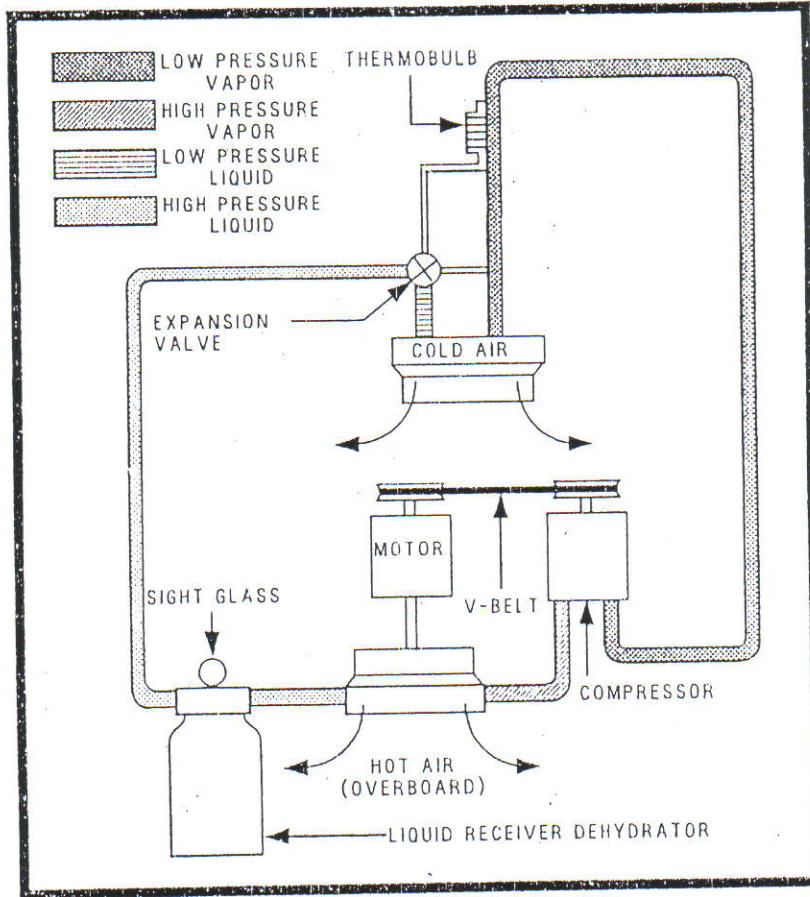 LOW PRESSURE
VAPOR
HIGH PRESSURE
VAPOR
LOW PRESSURE
LIQUID
HIGH PRESSURE
LIQUID
THERMOBULB
EXPANSION
VALVE
COLD AIR
MOTOR
V-BELT
SIGHT GLASS
COMPRESSOR
HOT AIR
(OVERBOARD)
LIQUID RECEIVER DEHYDRATOR